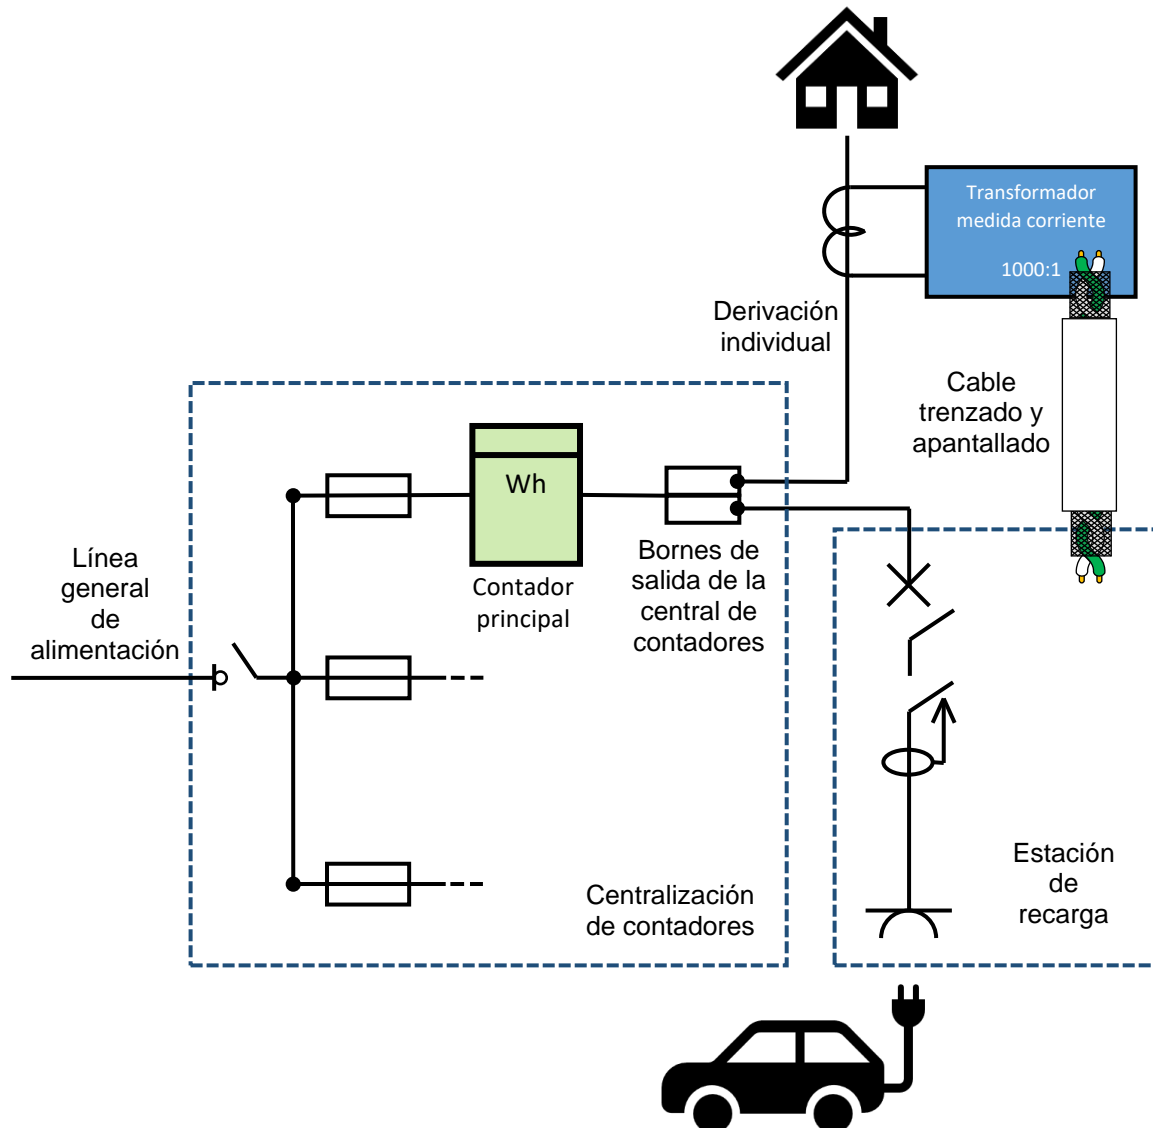 Transformador
medida corriente
1000:1
Derivación
individual
Cable
trenzado y
apantallado
Wh
Contador
principal
Bornes de
salida de la
central de
contadores
Línea
general
de
alimentación
Centralización
de contadores
Estación
de
recarga